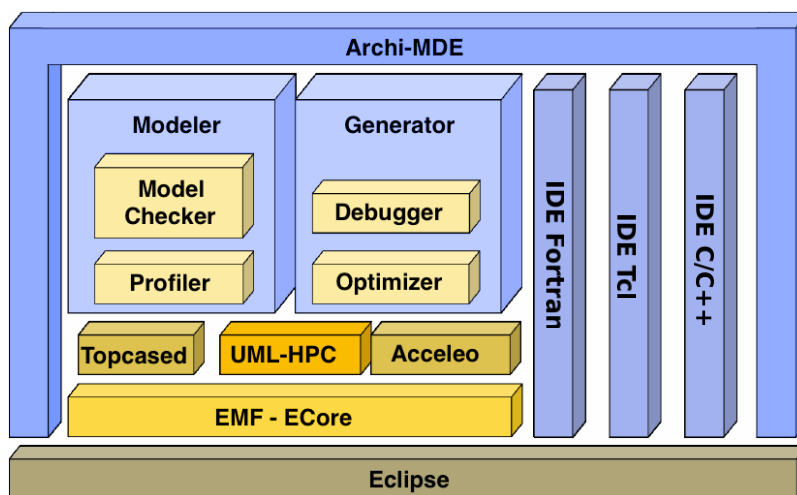 Archi-MDE
Modeler
Generator
Model
Checker
Debugger
Profiler
Optimizer
IDE Fortran
IDE Tcl
IDE C/C++
Topcased
UML-HPC
Acceleo
EMF - ECore
Eclipse